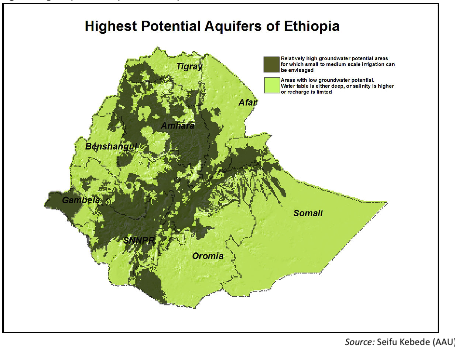 Highest Potential Aquifers of Ethiopia
Relatively high groundwater potential areas
for which small to medium scale irrigation can
be envisaged
Areas with low groundwater potential.
Water table is either deep, or salinity is higher
or recharge is limited
Tigray
Afar
Amhara
Benshangul
Gambela
Somali
SNNPR
Oromia
Source: Seifu Kebede (AAU)